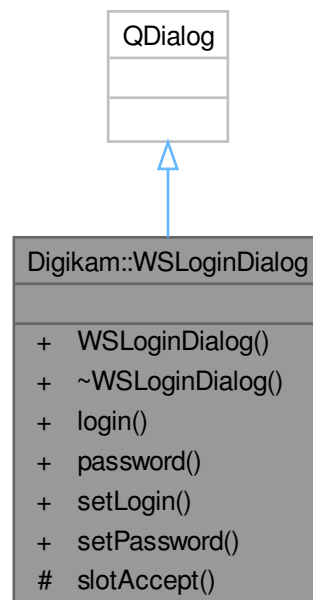 QDialog
Digikam::WSLoginDialog
+ WSLoginDialog()
+ ~WSLoginDialog()
+ login()
+ password()
+ setLogin()
+ setPassword()
# slotAccept()